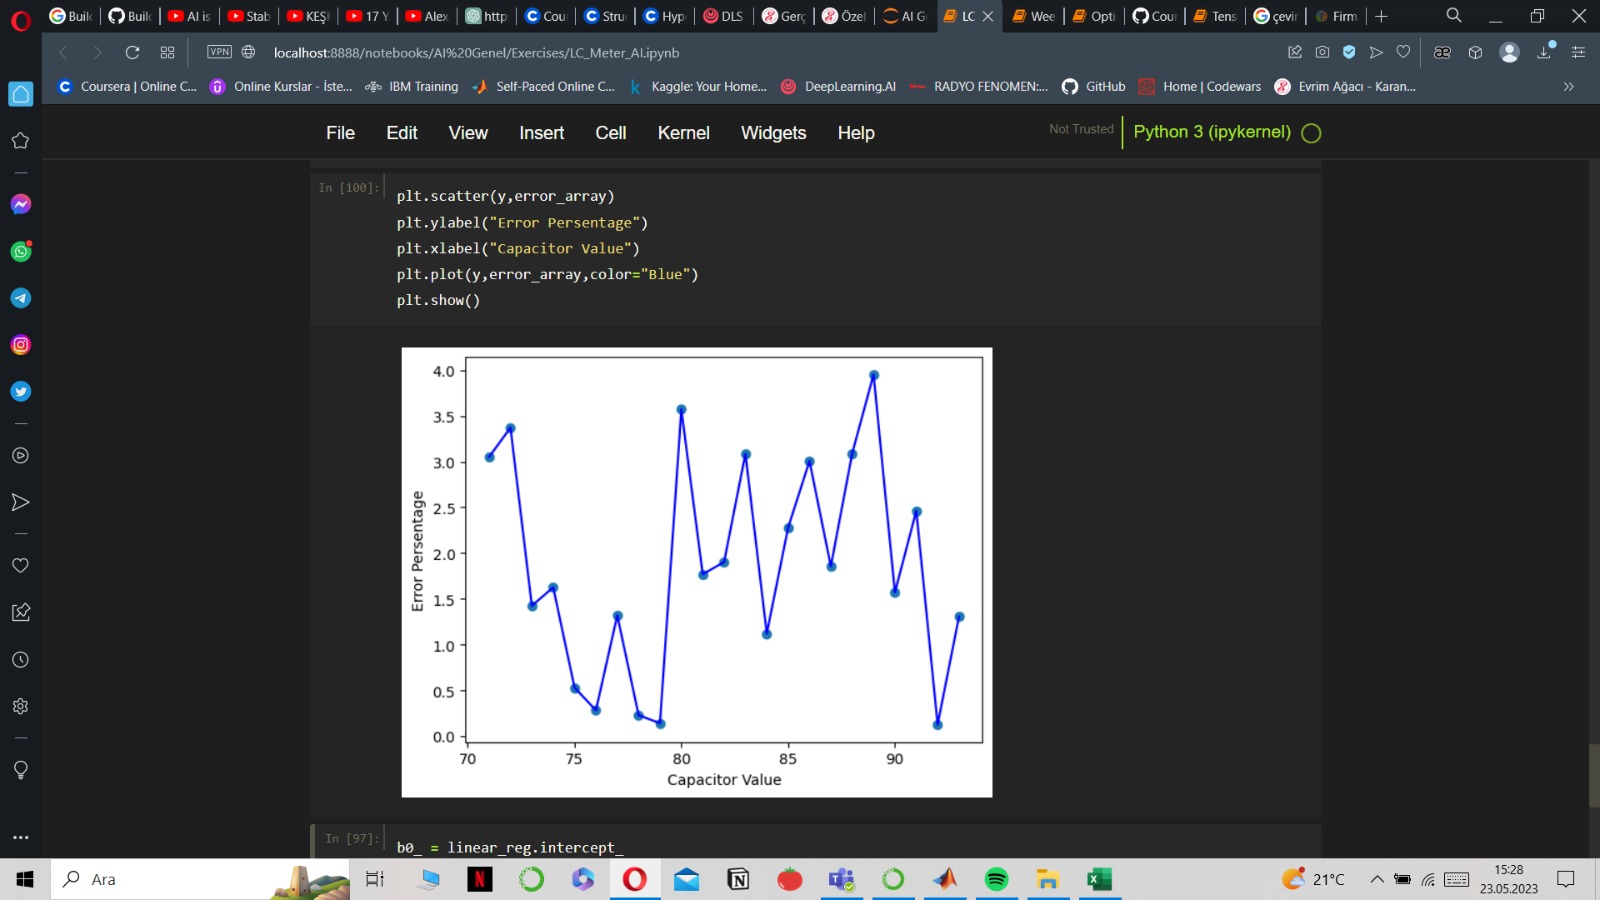 Build
Build
AI is
Stab
KEŞİ
17 Y
Alex
http
Cou
Stru
Hyp
DLS
Gerç
Özel
AI G
LC
Wee
Opti
Cour
Tens
çevir
Firm
VPN
localhost:8888/notebooks/AI%20Genel/Exercises/LC_Meter_AI.ipynb
Coursera | Online C...
Online Kurslar - İste...
IBM Training
Self-Paced Online C...
Kaggle: Your Home...
DeepLearning.AI
RADYO FENOMEN:...
GitHub
Home | Codewars
Evrim Ağacı - Karan...
File Edit View Insert Cell Kernel Widgets Help
Not Trusted
Python 3 (ipykernel)
In [100]:
plt.scatter(y,error_array)
plt.ylabel("Error Persentage")
plt.xlabel("Capacitor Value")
plt.plot(y,error_array,color="Blue")
plt.show()
4.0
3.5
3.0
2.5
2.0
1.5
1.0
0.5
0.0
Error Persentage
70 75 80 85 90
Capacitor Value
In [97]:
b0_ = linear_reg.intercept_
Ara
21°C
15:28
23.05.2023